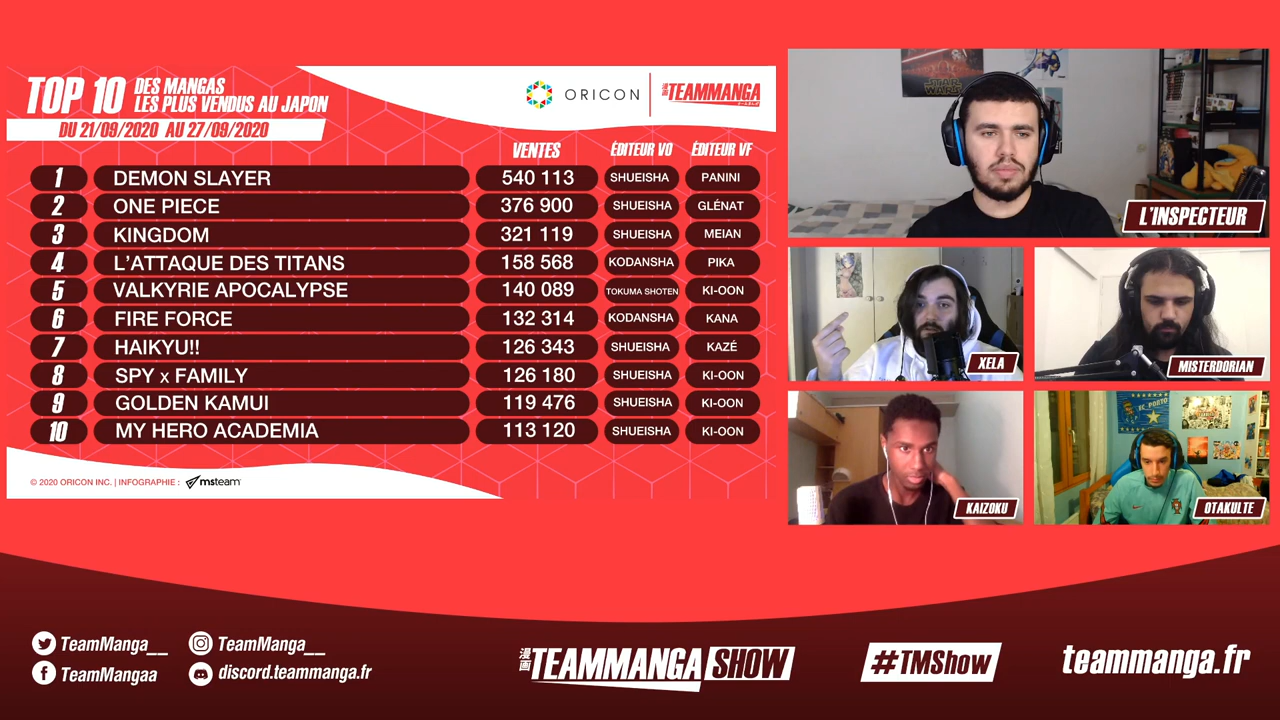 TOP 10 DES MANGAS
LES PLUS VENDUS AU JAPON
DU 21/09/2020 AU 27/09/2020
ORICON
TEAMMANGA
VENTES ÉDITEUR VO ÉDITEUR VF
1 DEMON SLAYER 540 113 SHUEISHA PANINI
2 ONE PIECE 376 900 SHUEISHA GLÉNAT
3 KINGDOM 321 119 SHUEISHA MEIAN
4 L'ATTAQUE DES TITANS 158 568 KODANSHA PIKA
5 VALKYRIE APOCALYPSE 140 089 TOKUMA SHOTEN KI-OON
6 FIRE FORCE 132 314 KODANSHA KANA
7 HAIKYU!! 126 343 SHUEISHA KAZÉ
8 SPY x FAMILY 126 180 SHUEISHA KI-OON
9 GOLDEN KAMUI 119 476 SHUEISHA KI-OON
10 MY HERO ACADEMIA 113 120 SHUEISHA KI-OON
© 2020 ORICON INC. | INFOGRAPHIE : msteam
STAR WARS
L'INSPECTEUR
XELA
MISTERDORIAN
FC PORTO
KAIZOKU
OTAKULTE
TeamManga__ TeamManga__
TeamMangaa discord.teammanga.fr
漫画 TEAMMANGA SHOW
#TMShow
teammanga.fr